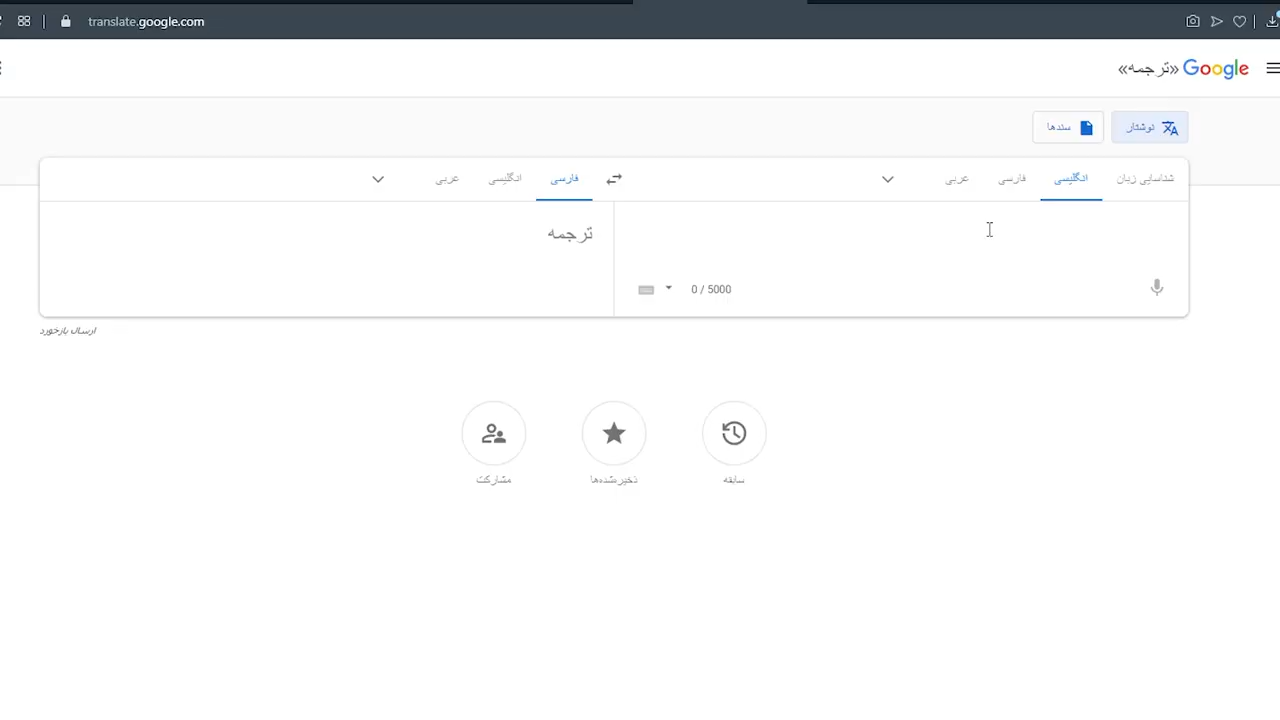 translate.google.com
Google «ترجمه»
نوشتار
سندها
شناسایی زبان انگلیسی فارسی عربی
فارسی انگلیسی عربی
ترجمه
0 / 5000
ارسال بازخورد
سابقه
ذخیره‌شده‌ها
مشارکت